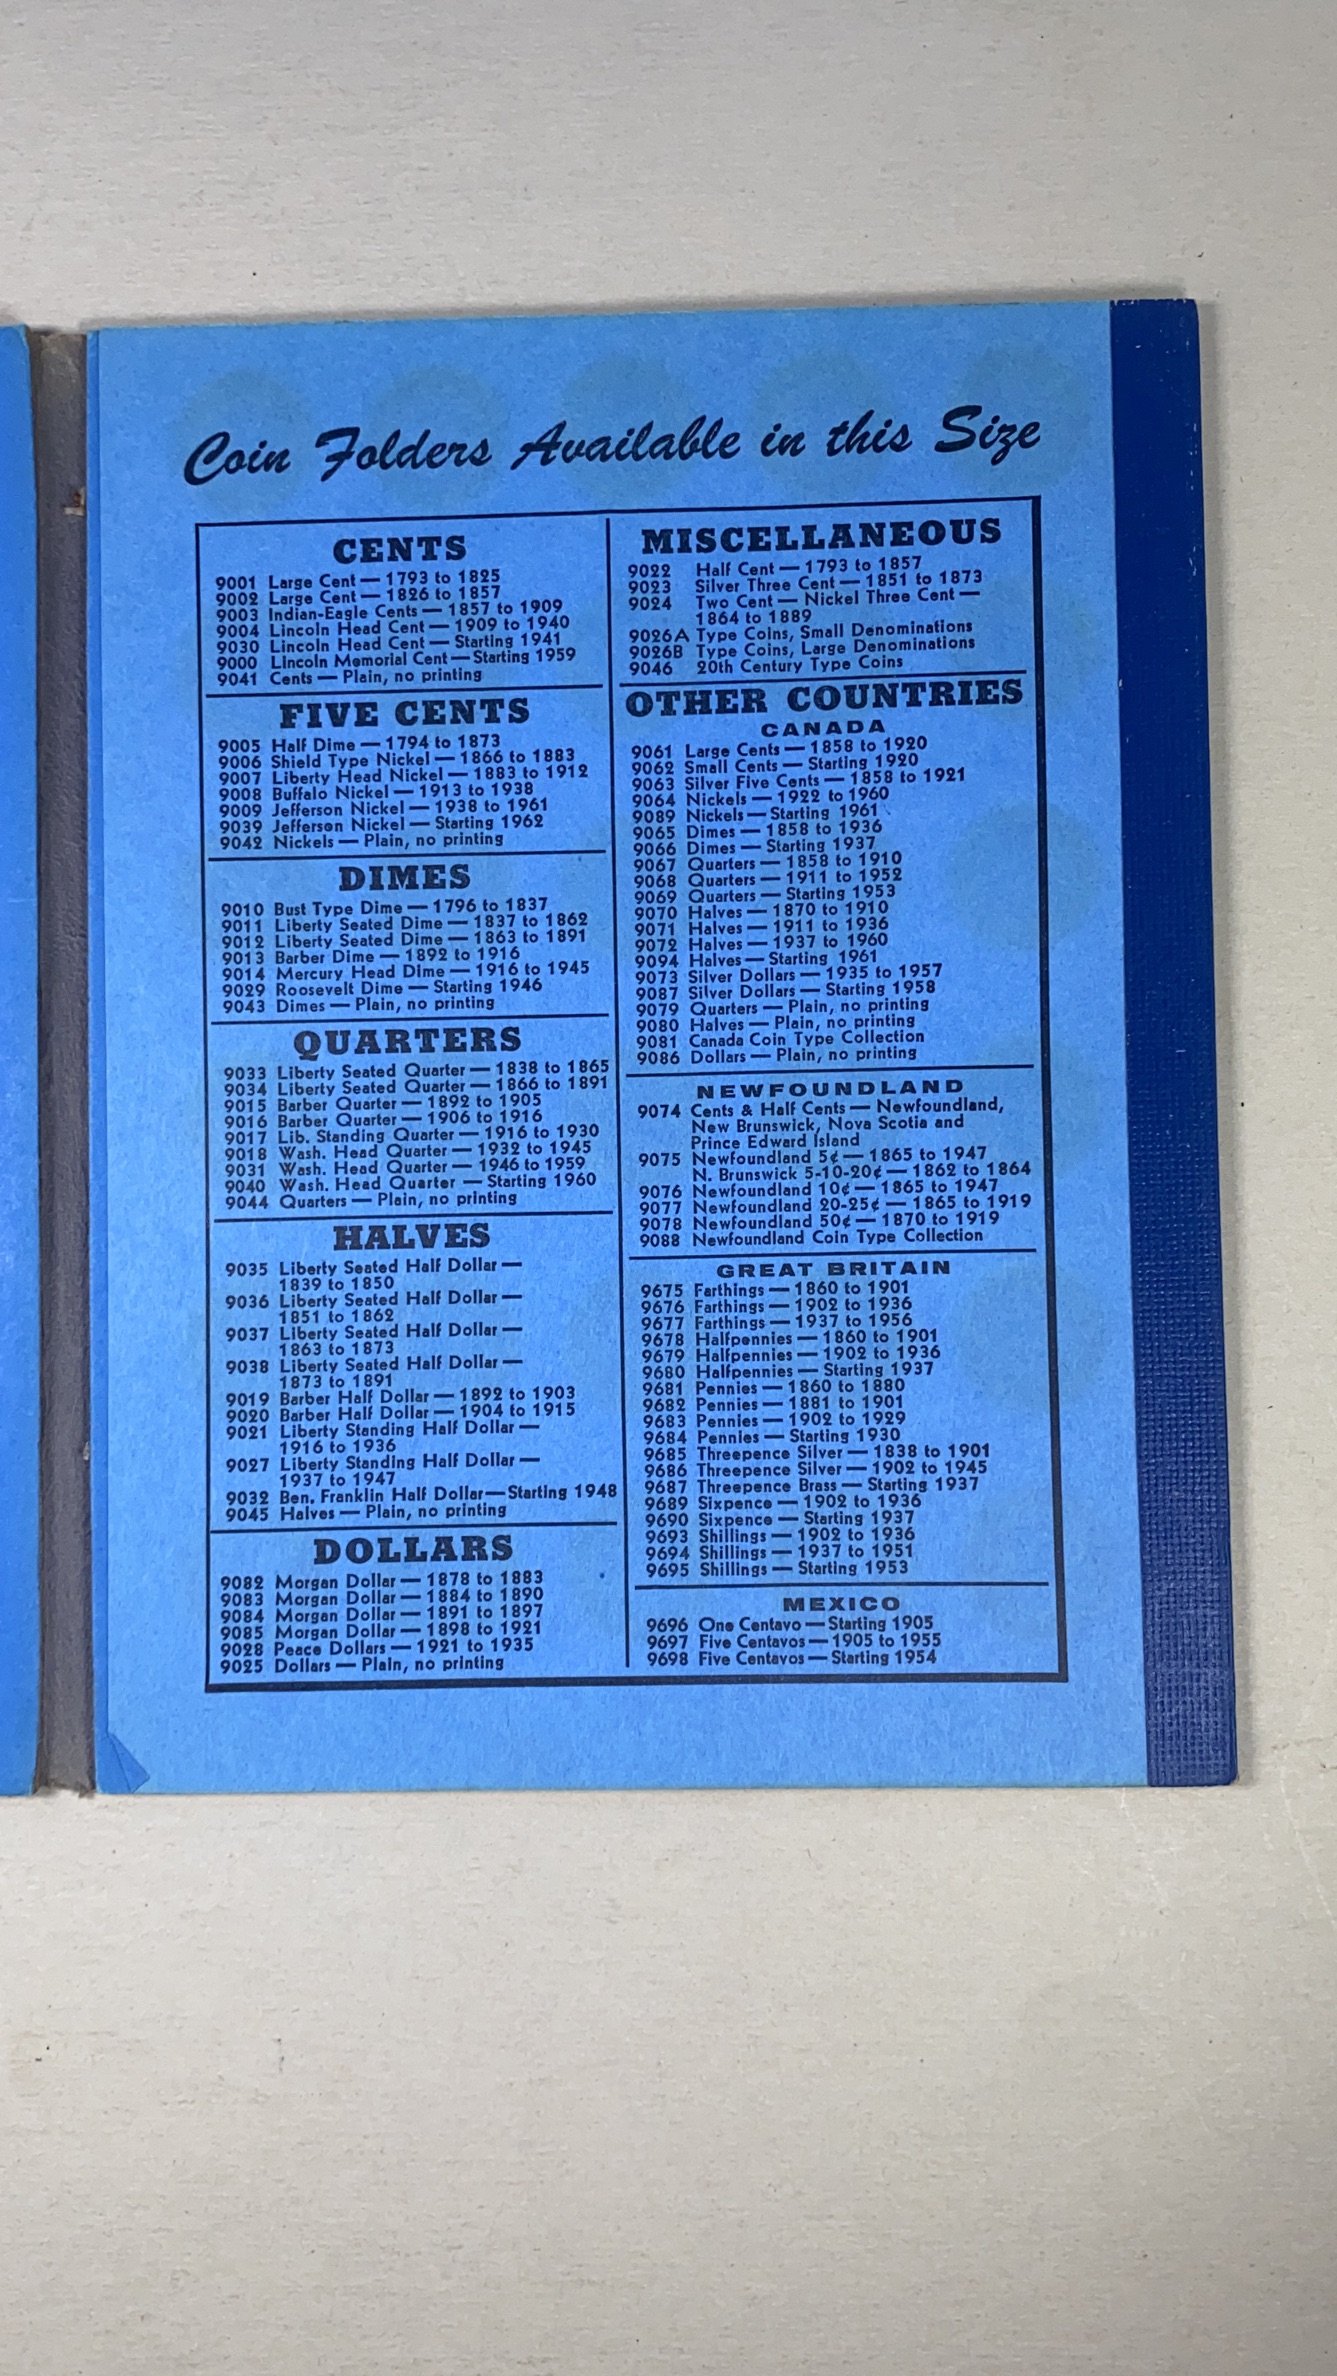 Coin Folders Available in this Size
CENTS
9001 Large Cent — 1793 to 1825
9002 Large Cent — 1826 to 1857
9003 Indian-Eagle Cents — 1857 to 1909
9004 Lincoln Head Cent — 1909 to 1940
9030 Lincoln Head Cent — Starting 1941
9000 Lincoln Memorial Cent — Starting 1959
9041 Cents — Plain, no printing
FIVE CENTS
9005 Half Dime — 1794 to 1873
9006 Shield Type Nickel — 1866 to 1883
9007 Liberty Head Nickel — 1883 to 1912
9008 Buffalo Nickel — 1913 to 1938
9009 Jefferson Nickel — 1938 to 1961
9039 Jefferson Nickel — Starting 1962
9042 Nickels — Plain, no printing
DIMES
9010 Bust Type Dime — 1796 to 1837
9011 Liberty Seated Dime — 1837 to 1862
9012 Liberty Seated Dime — 1863 to 1891
9013 Barber Dime — 1892 to 1916
9014 Mercury Head Dime — 1916 to 1945
9029 Roosevelt Dime — Starting 1946
9043 Dimes — Plain, no printing
QUARTERS
9033 Liberty Seated Quarter — 1838 to 1865
9034 Liberty Seated Quarter — 1866 to 1891
9015 Barber Quarter — 1892 to 1905
9016 Barber Quarter — 1906 to 1916
9017 Lib. Standing Quarter — 1916 to 1930
9018 Wash. Head Quarter — 1932 to 1945
9031 Wash. Head Quarter — 1946 to 1959
9040 Wash. Head Quarter — Starting 1960
9044 Quarters — Plain, no printing
HALVES
9035 Liberty Seated Half Dollar —
1839 to 1850
9036 Liberty Seated Half Dollar —
1851 to 1862
9037 Liberty Seated Half Dollar —
1863 to 1873
9038 Liberty Seated Half Dollar —
1873 to 1891
9019 Barber Half Dollar — 1892 to 1903
9020 Barber Half Dollar — 1904 to 1915
9021 Liberty Standing Half Dollar —
1916 to 1936
9027 Liberty Standing Half Dollar —
1937 to 1947
9032 Ben. Franklin Half Dollar—Starting 1948
9045 Halves — Plain, no printing
DOLLARS
9082 Morgan Dollar — 1878 to 1883
9083 Morgan Dollar — 1884 to 1890
9084 Morgan Dollar — 1891 to 1897
9085 Morgan Dollar — 1898 to 1921
9028 Peace Dollars — 1921 to 1935
9025 Dollars — Plain, no printing
MISCELLANEOUS
9022 Half Cent — 1793 to 1857
9023 Silver Three Cent — 1851 to 1873
9024 Two Cent — Nickel Three Cent —
1864 to 1889
9026A Type Coins, Small Denominations
9026B Type Coins, Large Denominations
9046 20th Century Type Coins
OTHER COUNTRIES
CANADA
9061 Large Cents — 1858 to 1920
9062 Small Cents — Starting 1920
9063 Silver Five Cents — 1858 to 1921
9064 Nickels — 1922 to 1960
9089 Nickels — Starting 1961
9065 Dimes — 1858 to 1936
9066 Dimes — Starting 1937
9067 Quarters — 1858 to 1910
9068 Quarters — 1911 to 1952
9069 Quarters — Starting 1953
9070 Halves — 1870 to 1910
9071 Halves — 1911 to 1936
9072 Halves — 1937 to 1960
9094 Halves — Starting 1961
9073 Silver Dollars — 1935 to 1957
9087 Silver Dollars — Starting 1958
9079 Quarters — Plain, no printing
9080 Halves — Plain, no printing
9081 Canada Coin Type Collection
9086 Dollars — Plain, no printing
NEWFOUNDLAND
9074 Cents & Half Cents — Newfoundland,
New Brunswick, Nova Scotia and
Prince Edward Island
9075 Newfoundland 5¢ — 1865 to 1947
N. Brunswick 5-10-20¢ — 1862 to 1864
9076 Newfoundland 10¢ — 1865 to 1947
9077 Newfoundland 20-25¢ — 1865 to 1919
9078 Newfoundland 50¢ — 1870 to 1919
9088 Newfoundland Coin Type Collection
GREAT BRITAIN
9675 Farthings — 1860 to 1901
9676 Farthings — 1902 to 1936
9677 Farthings — 1937 to 1956
9678 Halfpennies — 1860 to 1901
9679 Halfpennies — 1902 to 1936
9680 Halfpennies — Starting 1937
9681 Pennies — 1860 to 1880
9682 Pennies — 1881 to 1901
9683 Pennies — 1902 to 1929
9684 Pennies — Starting 1930
9685 Threepence Silver — 1838 to 1901
9686 Threepence Silver — 1902 to 1945
9687 Threepence Brass — Starting 1937
9689 Sixpence — 1902 to 1936
9690 Sixpence — Starting 1937
9693 Shillings — 1902 to 1936
9694 Shillings — 1937 to 1951
9695 Shillings — Starting 1953
MEXICO
9696 One Centavo — Starting 1905
9697 Five Centavos — 1905 to 1955
9698 Five Centavos — Starting 1954